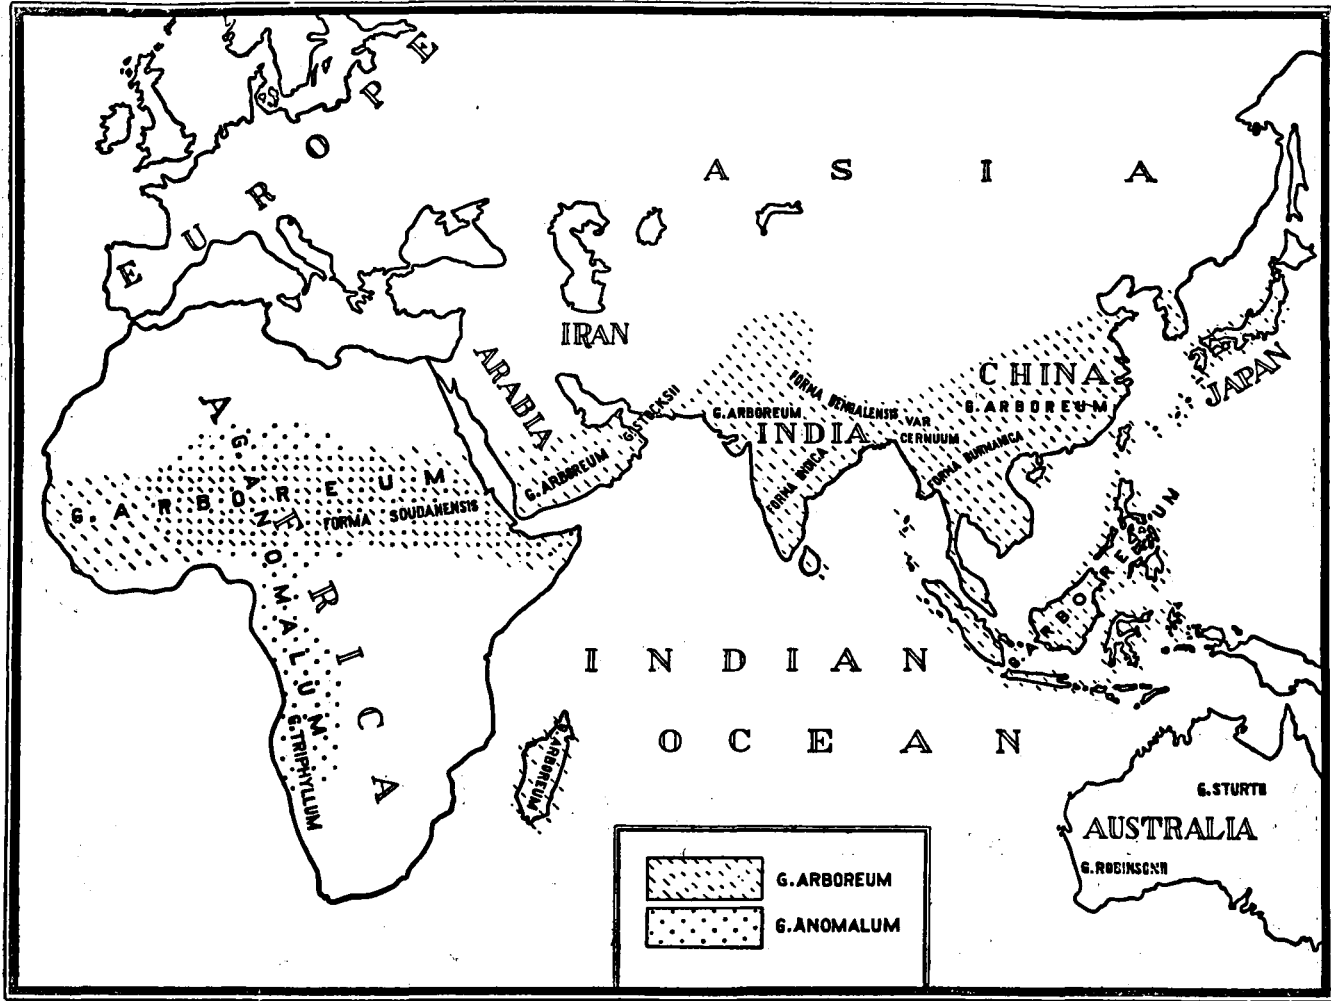 EUROPE
ASIA
IRAN
ARABIA
G. STOCKSII
G. ARBOREUM
G. ARBOREUM
INDIA
FORMA BENGALENSIS
FORMA INDICA
VAR
CERNUUM
CHINA
G. ARBOREUM
FORMA BURMANICA
JAPAN
AFRICA
G. ARBOREUM
FORMA SOUDANENSIS
G. ANOMALUM
G. TRIPHYLLUM
G. ARBOREUM
G. ARBOREUM
INDIAN
OCEAN
G. STURTII
AUSTRALIA
G. ROBINSONII
G. ARBOREUM
G. ANOMALUM